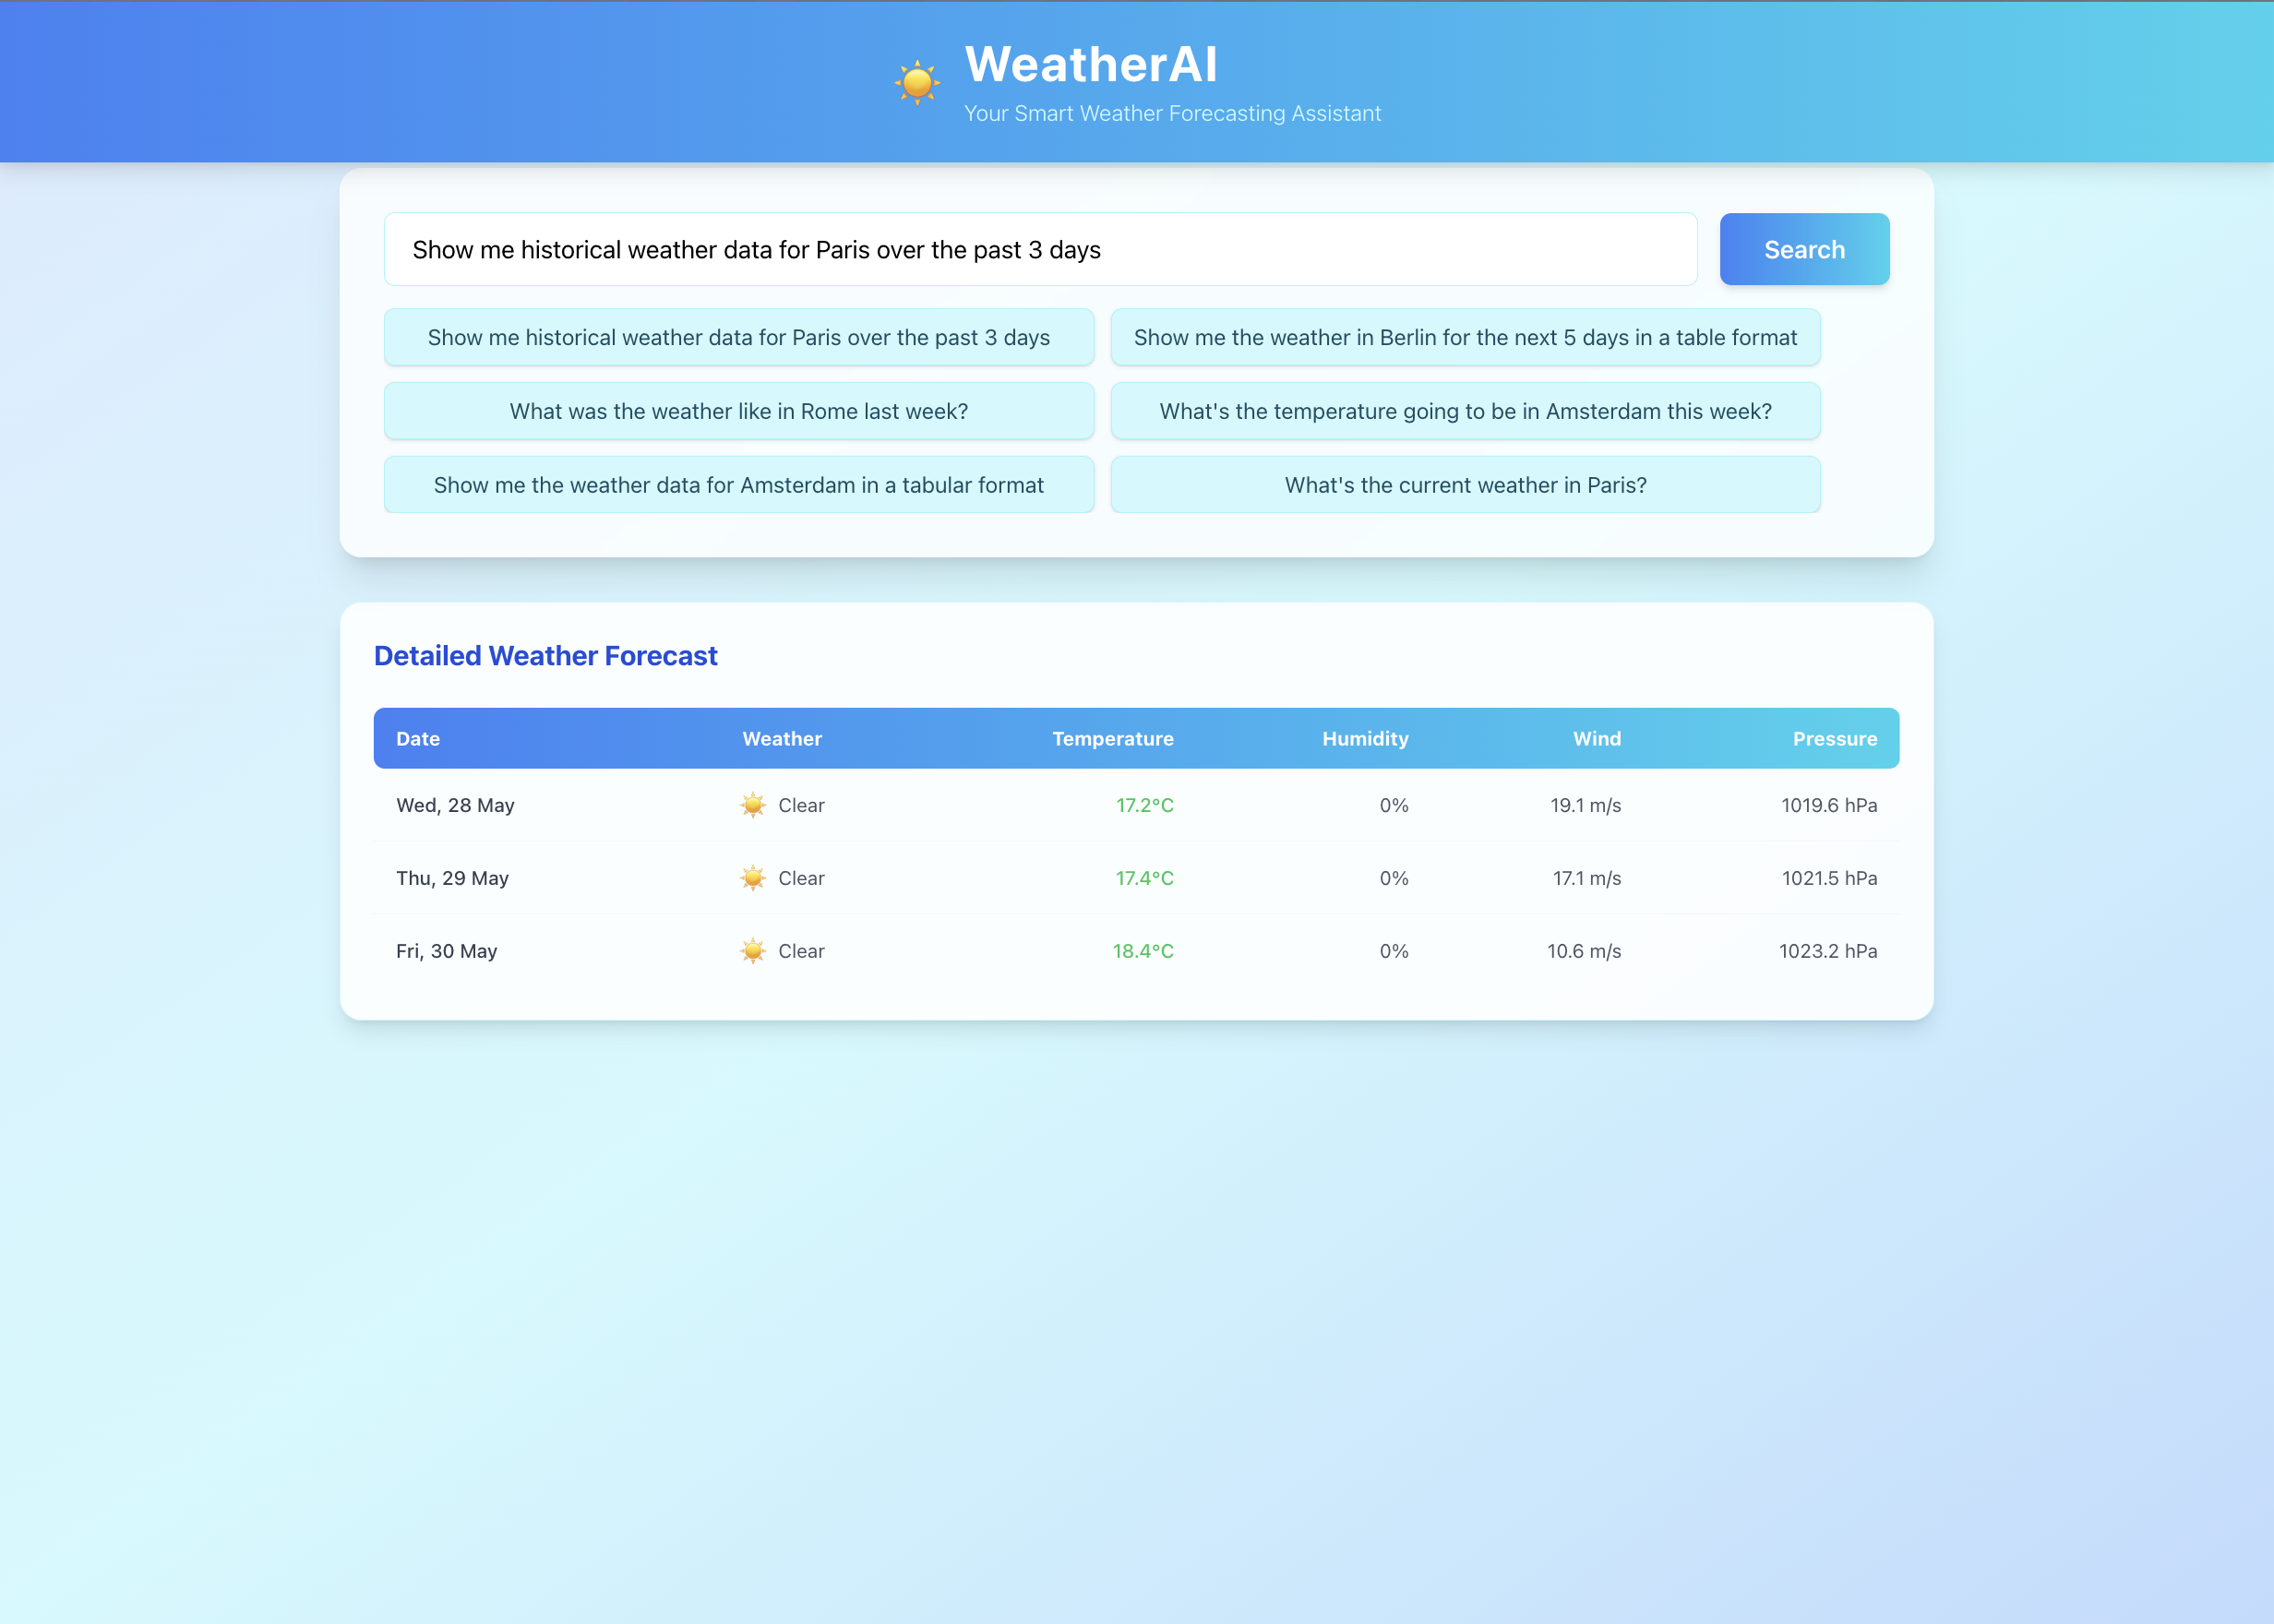 WeatherAI
Your Smart Weather Forecasting Assistant
Show me historical weather data for Paris over the past 3 days
Search
Show me historical weather data for Paris over the past 3 days
Show me the weather in Berlin for the next 5 days in a table format
What was the weather like in Rome last week?
What's the temperature going to be in Amsterdam this week?
Show me the weather data for Amsterdam in a tabular format
What's the current weather in Paris?
Detailed Weather Forecast
Date Weather Temperature Humidity Wind Pressure
Wed, 28 May Clear 17.2°C 0% 19.1 m/s 1019.6 hPa
Thu, 29 May Clear 17.4°C 0% 17.1 m/s 1021.5 hPa
Fri, 30 May Clear 18.4°C 0% 10.6 m/s 1023.2 hPa